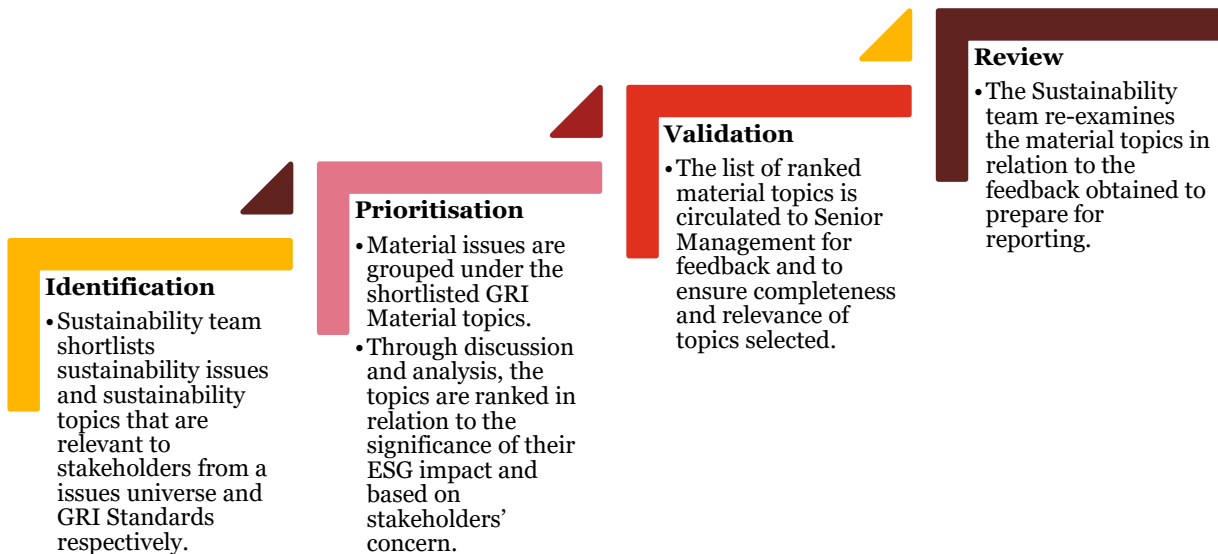 Identification
•Sustainability team
shortlists
sustainability issues
and sustainability
topics that are
relevant to
stakeholders from a
issues universe and
GRI Standards
respectively.
Prioritisation
•Material issues are
grouped under the
shortlisted GRI
Material topics.
•Through discussion
and analysis, the
topics are ranked in
relation to the
significance of their
ESG impact and
based on
stakeholders’
concern.
Validation
•The list of ranked
material topics is
circulated to Senior
Management for
feedback and to
ensure completeness
and relevance of
topics selected.
Review
•The Sustainability
team re-examines
the material topics in
relation to the
feedback obtained to
prepare for
reporting.